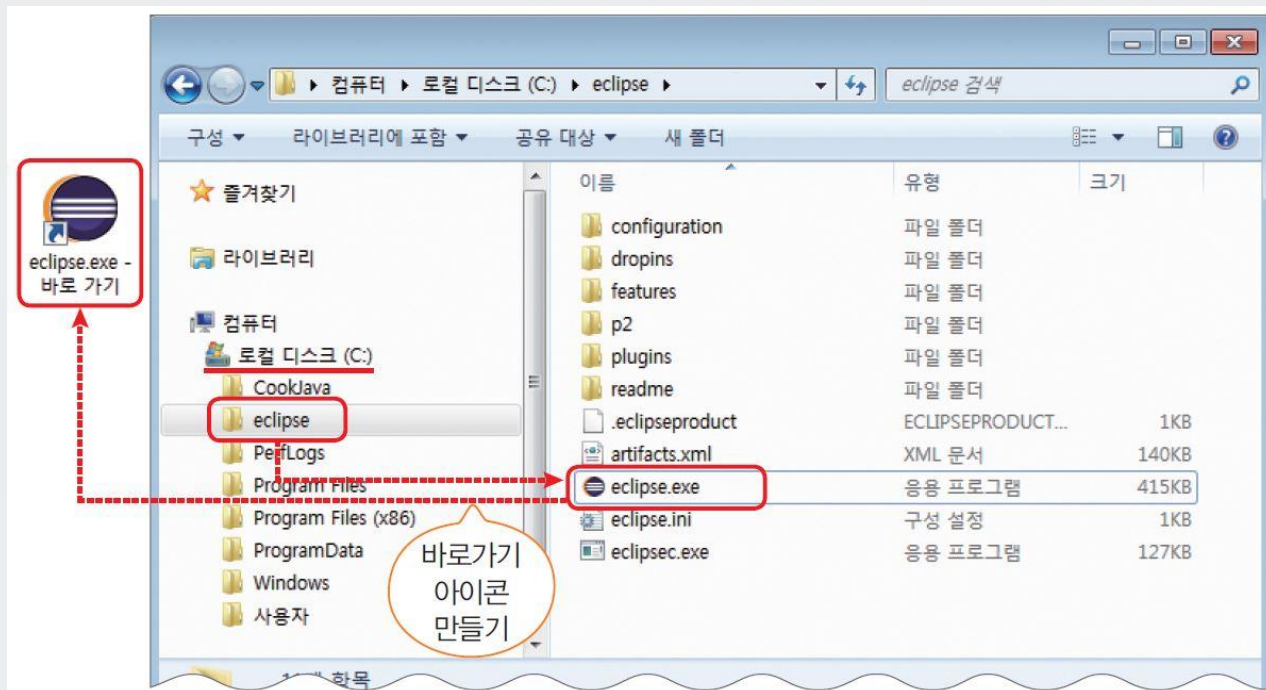 컴퓨터 ▸ 로컬 디스크 (C:) ▸ eclipse ▸
eclipse 검색
구성 라이브러리에 포함 공유 대상 새 폴더
eclipse.exe -
바로 가기
즐겨찾기
라이브러리
컴퓨터
로컬 디스크 (C:)
CookJava
eclipse
PerfLogs
Program Files
Program Files (x86)
ProgramData
Windows
사용자
이름 유형 크기
configuration 파일 폴더
dropins 파일 폴더
features 파일 폴더
p2 파일 폴더
plugins 파일 폴더
readme 파일 폴더
.eclipseproduct ECLIPSEPRODUCT... 1KB
artifacts.xml XML 문서 140KB
eclipse.exe 응용 프로그램 415KB
eclipse.ini 구성 설정 1KB
eclipsec.exe 응용 프로그램 127KB
바로가기
아이콘
만들기
항목